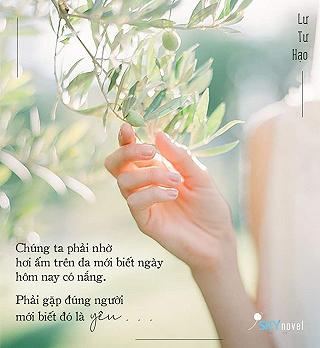 Lư
Tư
Hạo
Chúng ta phải nhờ
hơi ấm trên da mới biết ngày
hôm nay có nắng.
Phải gặp đúng người
mới biết đó là yêu...
SKYnovel